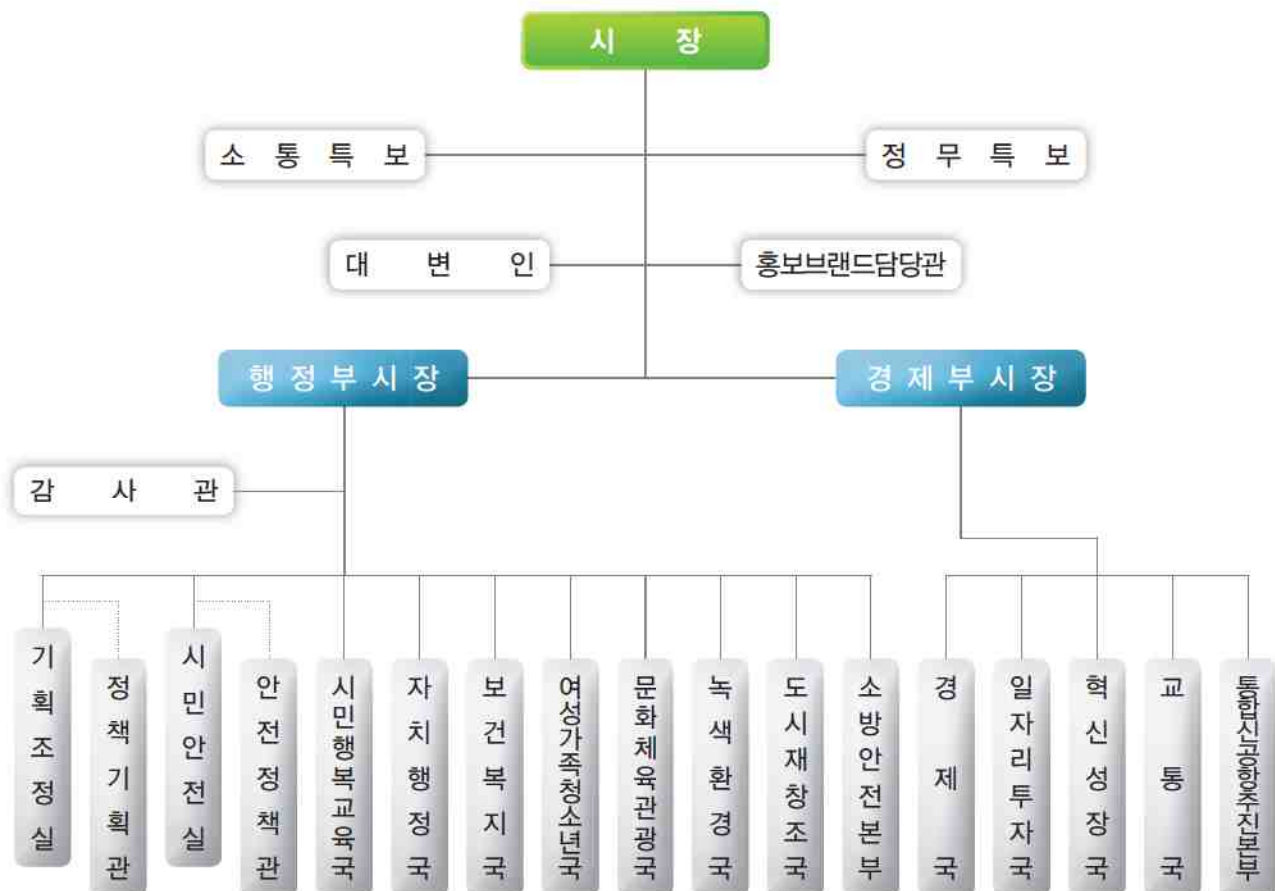 시 장
소 통 특 보
정 무 특 보
대 변 인
홍보브랜드담당관
행 정 부 시 장
경 제 부 시 장
감 사 관
기획조정실
정책기획관
시민안전실
안전정책관
시민행복교육국
자치행정국
보건복지국
여성가족청소년국
문화체육관광국
녹색환경국
도시재창조국
소방안전본부
경제국
일자리투자국
혁신성장국
교통국
통합신공항추진본부